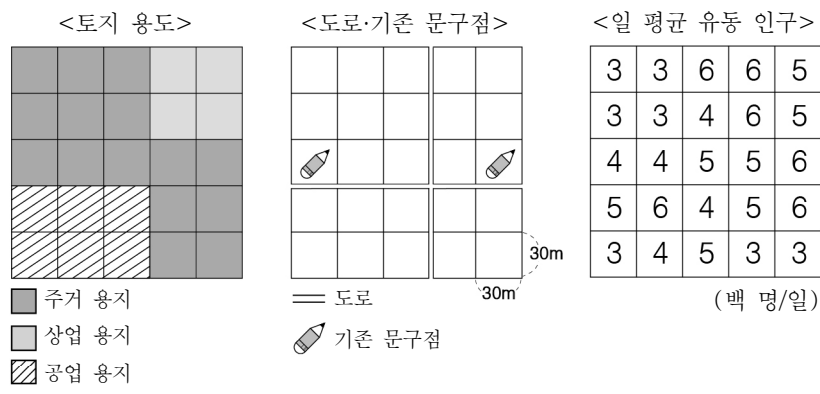 <토지 용도>
주거 용지
상업 용지
공업 용지
<도로·기존 문구점>
30m
30m
도로
기존 문구점
<일 평균 유동 인구>
3 3 6 6 5
3 3 4 6 5
4 4 5 5 6
5 6 4 5 6
3 4 5 3 3
(백 명/일)